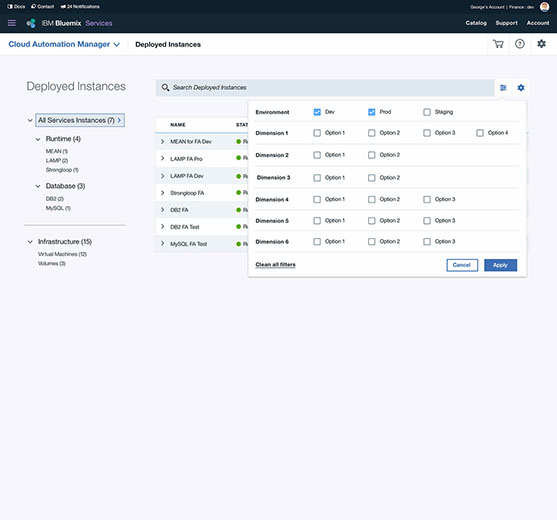 Docs Contact 24 Notifications George's Account | Finance : dev
IBM Bluemix Services Catalog Support Account
Cloud Automation Manager Deployed Instances
Deployed Instances
Search Deployed Instances
All Services Instances (7)
Runtime (4)
MEAN (1)
LAMP (2)
Strongloop (1)
Database (3)
DB2 (2)
MySQL (1)
Infrastructure (15)
Virtual Machines (12)
Volumes (3)
NAME STAT
MEAN for FA Dev
LAMP FA Pro
LAMP FA Dev
Strongloop FA
DB2 FA
DB2 FA Test
MySQL FA Test
Environment Dev Prod Staging
Dimension 1 Option 1 Option 2 Option 3 Option 4
Dimension 2 Option 1 Option 2
Dimension 3 Option 1 Option 2
Dimension 4 Option 1 Option 2 Option 3
Dimension 5 Option 1 Option 2 Option 3
Dimension 6 Option 1 Option 2 Option 3
Clean all filters Cancel Apply